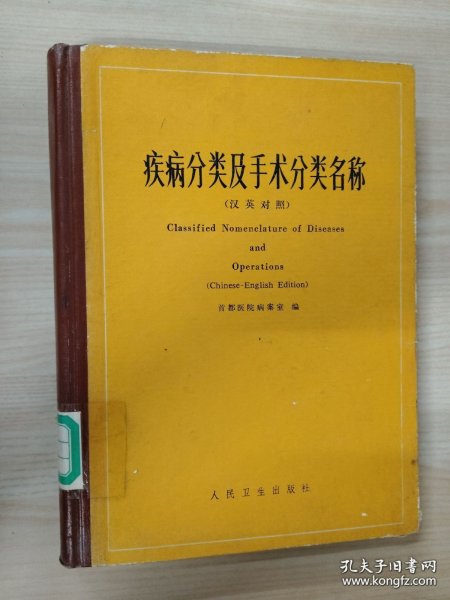 疾病分类及手术分类名称
（汉英对照）
Classified Nomenclature of Diseases
and
Operations
(Chinese-English Edition)
首都医院病案室 编
人民卫生出版社
孔夫子旧书网
www.kongfz.com